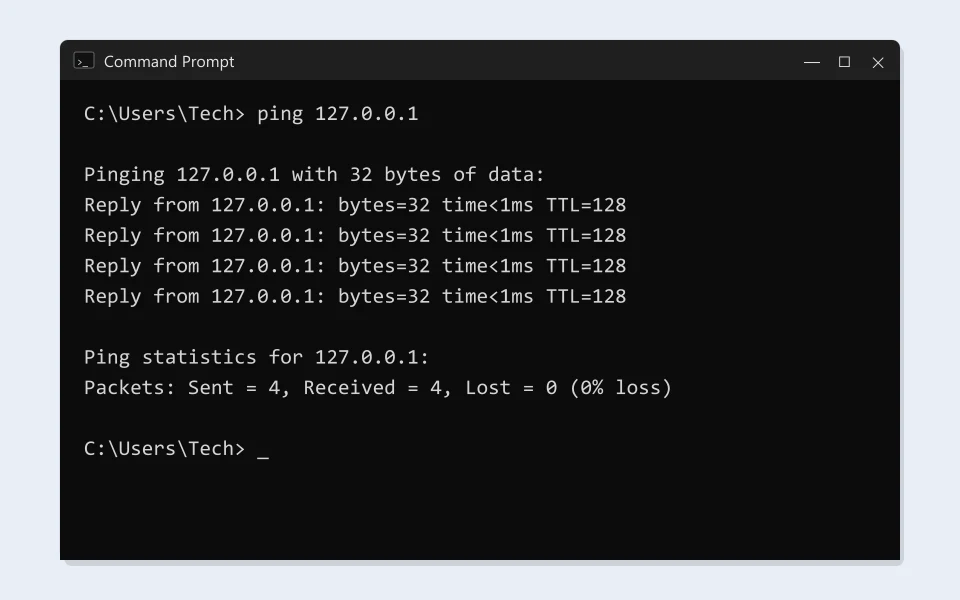 Command Prompt
C:\Users\Tech> ping 127.0.0.1
Pinging 127.0.0.1 with 32 bytes of data:
Reply from 127.0.0.1: bytes=32 time<1ms TTL=128
Reply from 127.0.0.1: bytes=32 time<1ms TTL=128
Reply from 127.0.0.1: bytes=32 time<1ms TTL=128
Reply from 127.0.0.1: bytes=32 time<1ms TTL=128
Ping statistics for 127.0.0.1:
Packets: Sent = 4, Received = 4, Lost = 0 (0% loss)
C:\Users\Tech> _